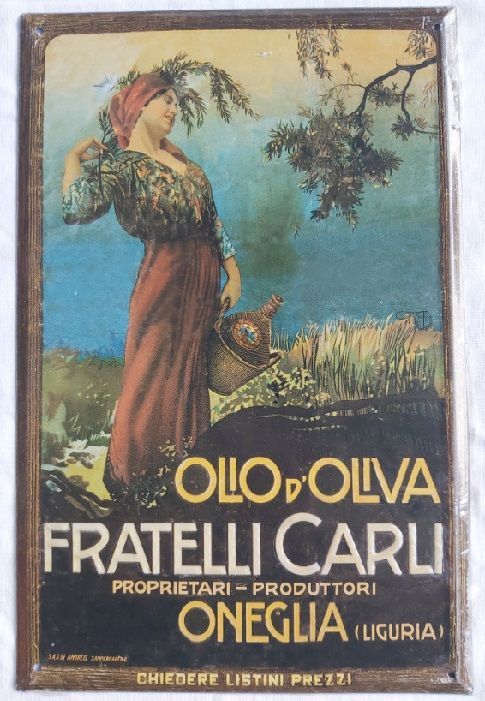 OLIO D'OLIVA
FRATELLI CARLI
PROPRIETARI - PRODUTTORI
ONEGLIA (LIGURIA)
CHIEDERE LISTINI PREZZI